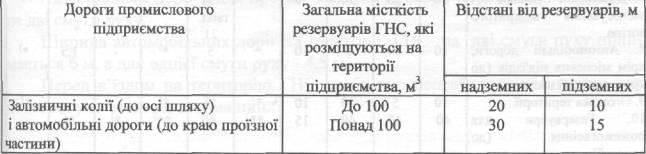 Дороги промислового
підприємства
Загальна місткість
резервуарів ГНС, які
розміщуються на
території
підприємства, м³
Відстані від резервуарів, м
надземних
підземних
Залізничні колії (до осі шляху)
До 100
20
10
і автомобільні дороги (до краю проїзної
Понад 100
30
15
частини)